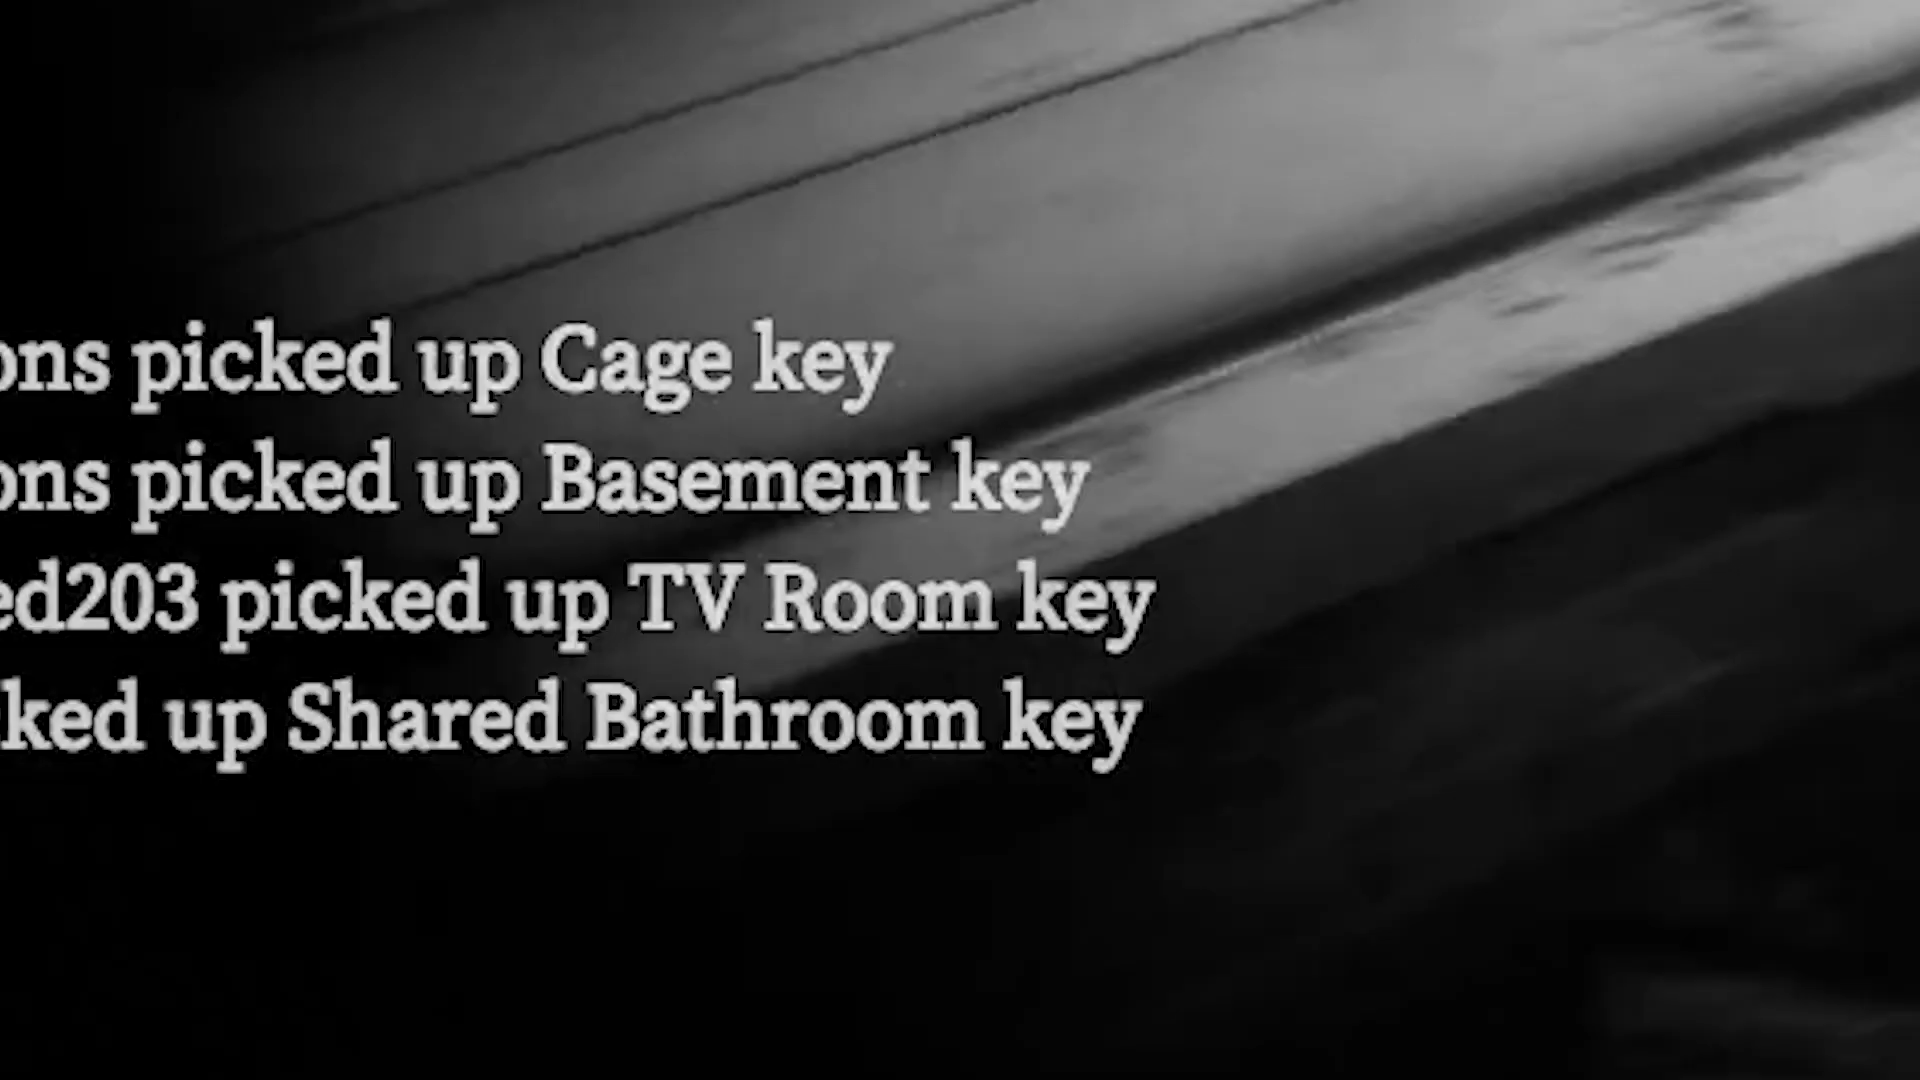 ons picked up Cage key
ons picked up Basement key
ed203 picked up TV Room key
cked up Shared Bathroom key